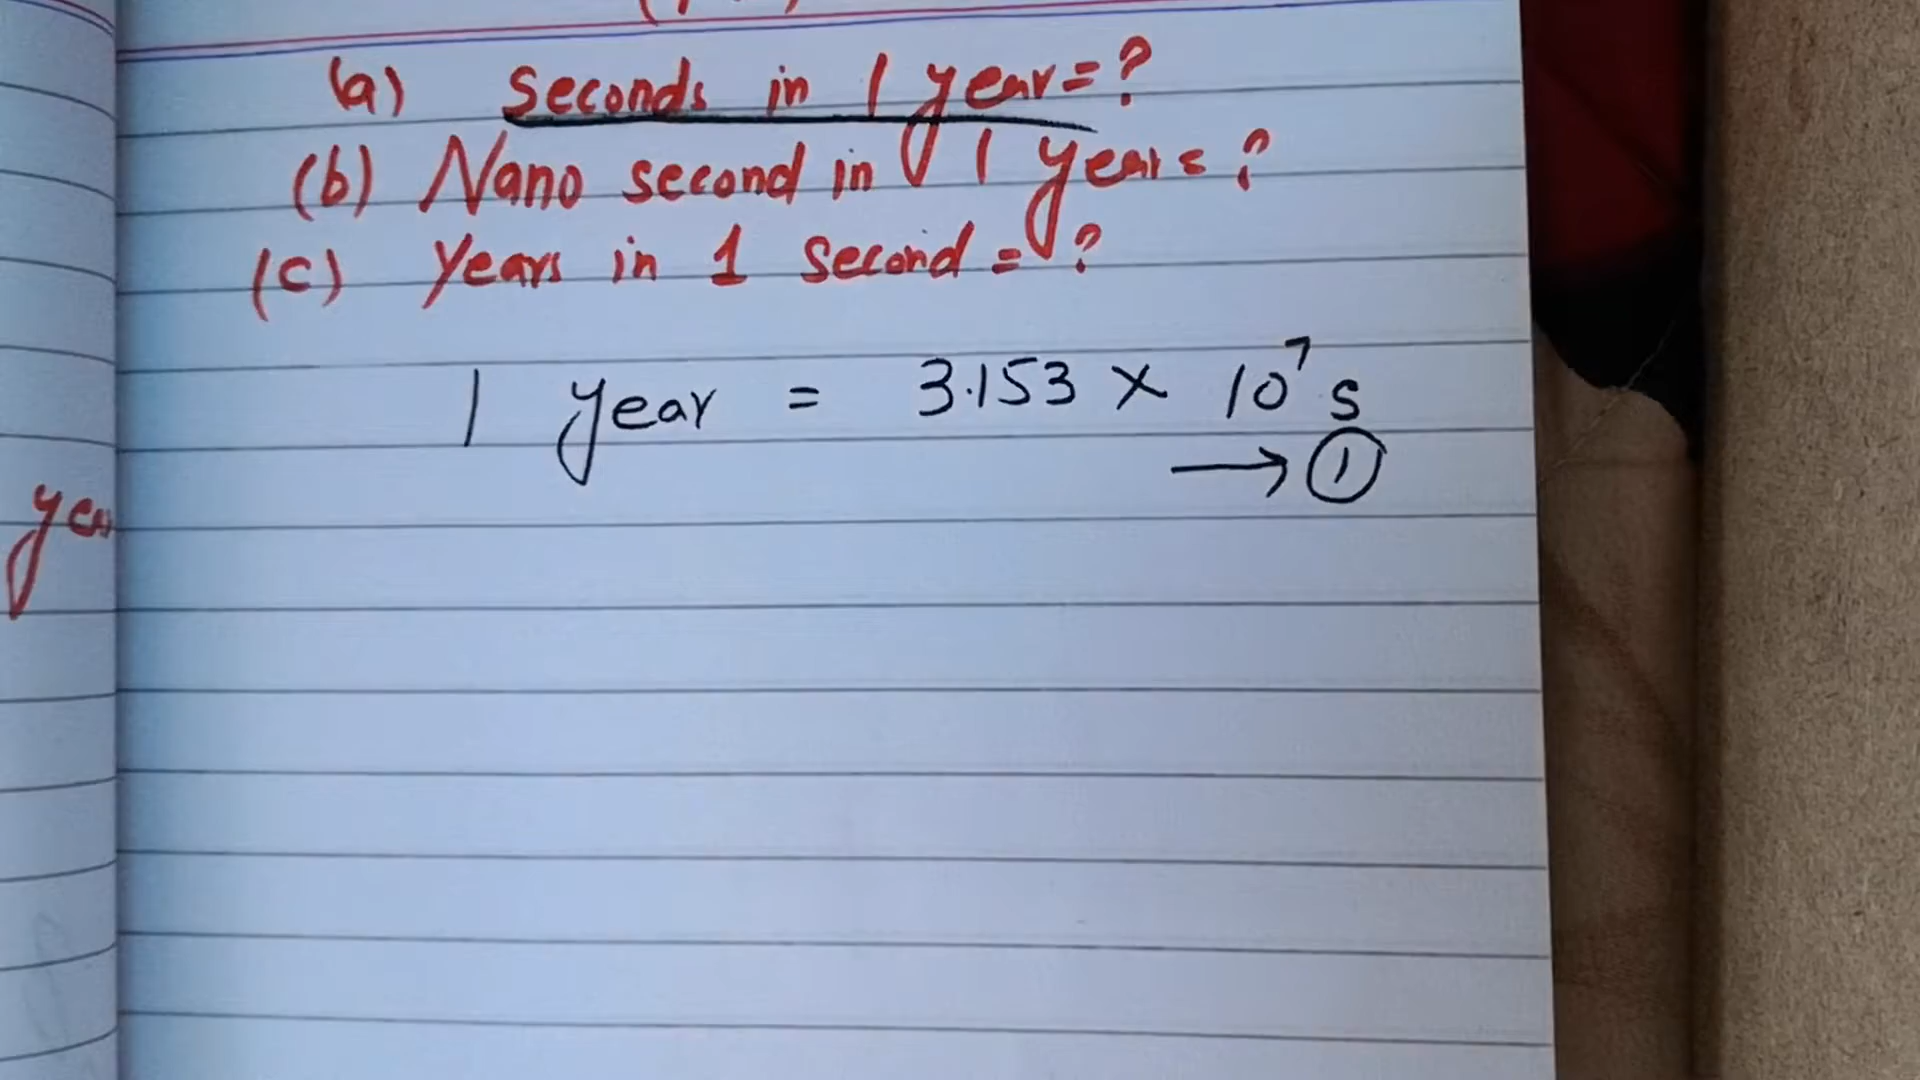 (a) Seconds in 1 year=?
(b) Nano second in 1 year=?
(c) Years in 1 second=?
1 year = 3.153 × 10⁷ s
→ ①